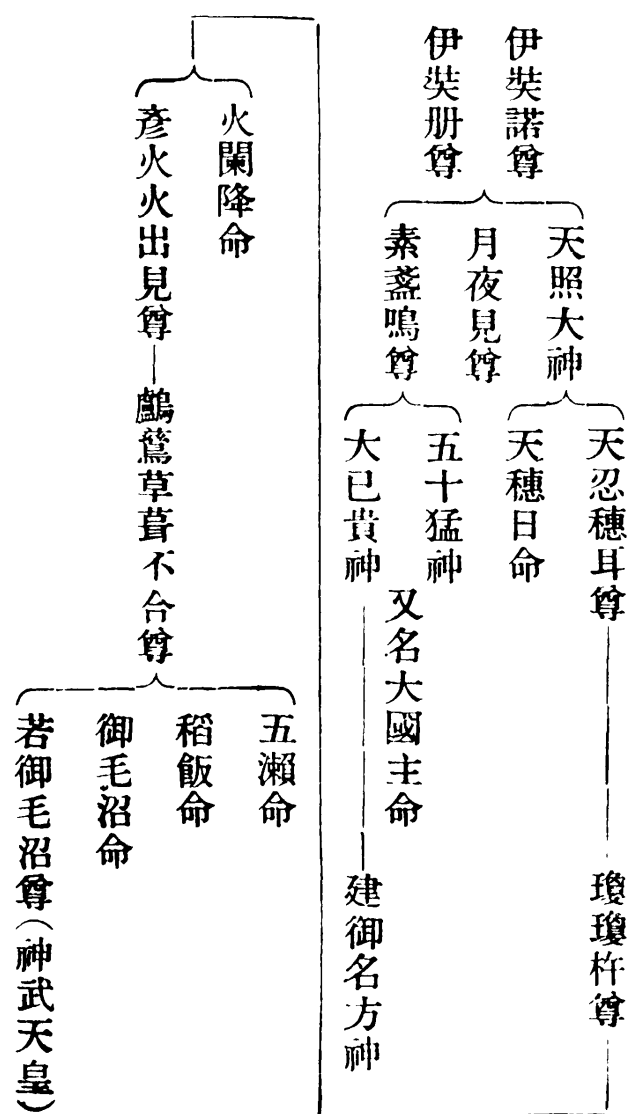 伊奘諾尊
伊奘册尊
天照大神
月夜見尊
素盞嗚尊
天忍穗耳尊
天穗日命
五十猛神
大已貴神
又名大國主命
瓊瓊杵尊
建御名方神
火闌降命
彥火火出見尊
鸕鶿草葺不合尊
五瀨命
稻飯命
御毛沼命
若御毛沼尊(神武天皇)